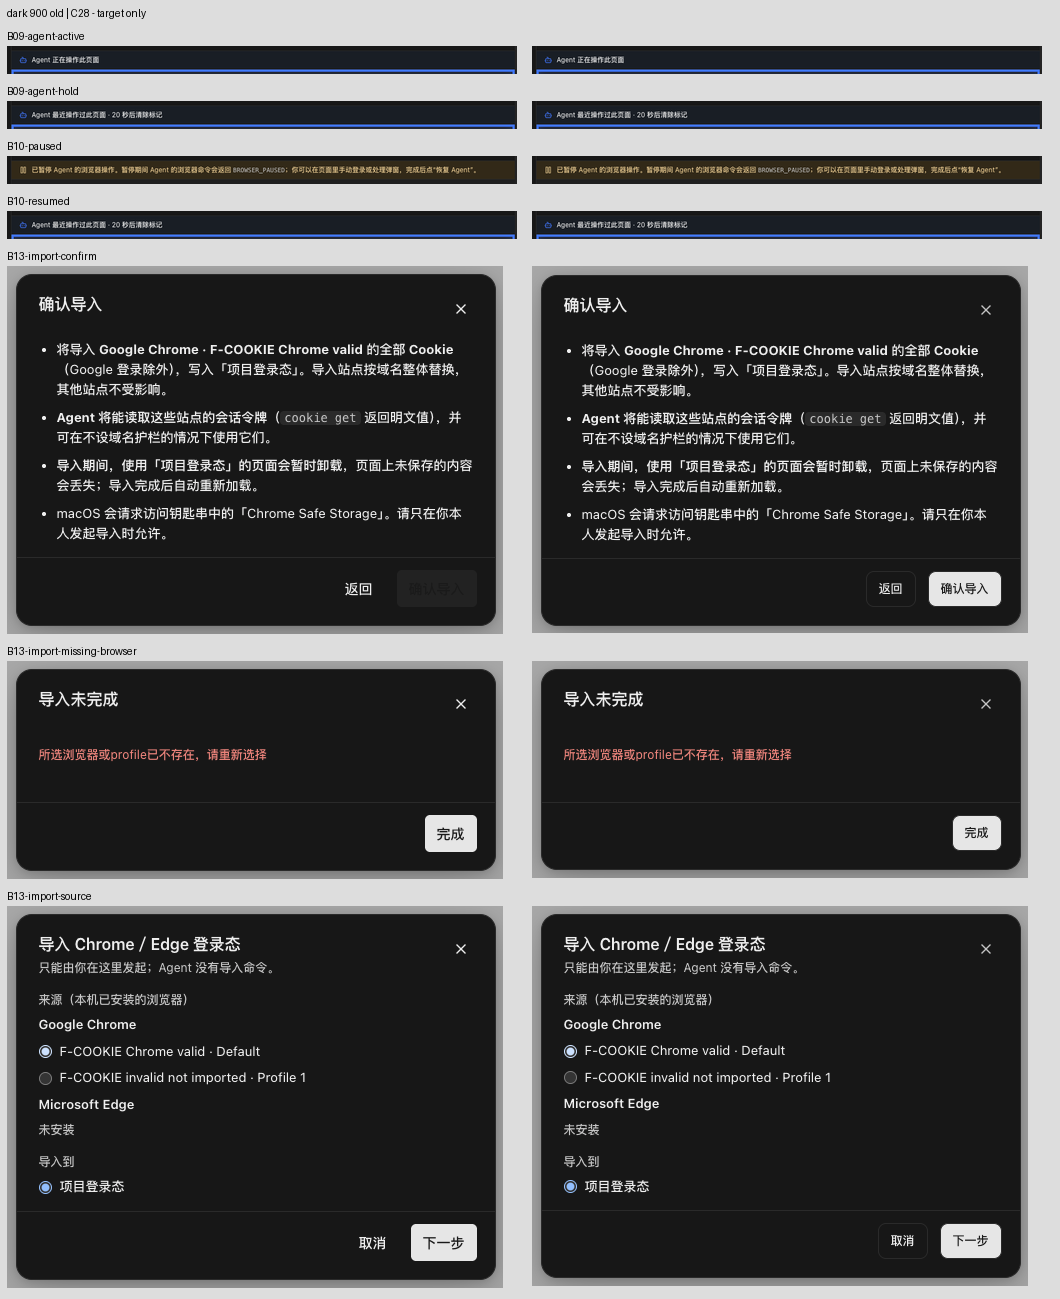 dark 900 old | C28 - target only
B09-agent-active
Agent 正在操作此页面
Agent 正在操作此页面
B09-agent-hold
Agent 最近操作过此页面 · 20 秒后清除标记
Agent 最近操作过此页面 · 20 秒后清除标记
B10-paused
已暂停 Agent 的浏览器操作。暂停期间 Agent 的浏览器命令会返回 BROWSER_PAUSED；你可以在页面里手动登录或处理弹窗，完成后点“恢复 Agent”。
已暂停 Agent 的浏览器操作。暂停期间 Agent 的浏览器命令会返回 BROWSER_PAUSED；你可以在页面里手动登录或处理弹窗，完成后点“恢复 Agent”。
B10-resumed
Agent 最近操作过此页面 · 20 秒后清除标记
Agent 最近操作过此页面 · 20 秒后清除标记
B13-import-confirm
确认导入
• 将导入 Google Chrome · F-COOKIE Chrome valid 的全部 Cookie
（Google 登录除外），写入「项目登录态」。导入站点按域名整体替换，
其他站点不受影响。
• Agent 将能读取这些站点的会话令牌（cookie get 返回明文值），并
可在不设域名护栏的情况下使用它们。
• 导入期间，使用「项目登录态」的页面会暂时卸载，页面上未保存的内容
会丢失；导入完成后自动重新加载。
• macOS 会请求访问钥匙串中的「Chrome Safe Storage」。请只在你本
人发起导入时允许。
返回 确认导入
确认导入
• 将导入 Google Chrome · F-COOKIE Chrome valid 的全部 Cookie
（Google 登录除外），写入「项目登录态」。导入站点按域名整体替换，
其他站点不受影响。
• Agent 将能读取这些站点的会话令牌（cookie get 返回明文值），并
可在不设域名护栏的情况下使用它们。
• 导入期间，使用「项目登录态」的页面会暂时卸载，页面上未保存的内容
会丢失；导入完成后自动重新加载。
• macOS 会请求访问钥匙串中的「Chrome Safe Storage」。请只在你本
人发起导入时允许。
返回 确认导入
B13-import-missing-browser
导入未完成
所选浏览器或profile已不存在，请重新选择
完成
导入未完成
所选浏览器或profile已不存在，请重新选择
完成
B13-import-source
导入 Chrome / Edge 登录态
只能由你在这里发起；Agent 没有导入命令。
来源（本机已安装的浏览器）
Google Chrome
F-COOKIE Chrome valid · Default
F-COOKIE invalid not imported · Profile 1
Microsoft Edge
未安装
导入到
项目登录态
取消 下一步
导入 Chrome / Edge 登录态
只能由你在这里发起；Agent 没有导入命令。
来源（本机已安装的浏览器）
Google Chrome
F-COOKIE Chrome valid · Default
F-COOKIE invalid not imported · Profile 1
Microsoft Edge
未安装
导入到
项目登录态
取消 下一步